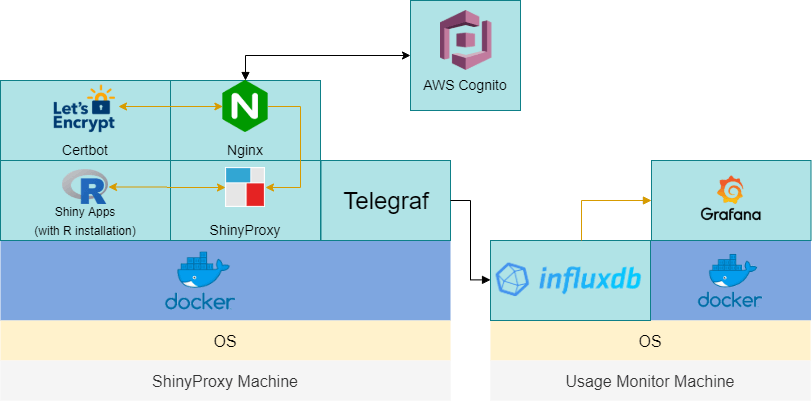 AWS Cognito
Let's
Encrypt
Certbot
N
Nginx
R
Shiny Apps
(with R installation)
ShinyProxy
Telegraf
Grafana
docker
influxdb
docker
OS
OS
ShinyProxy Machine
Usage Monitor Machine